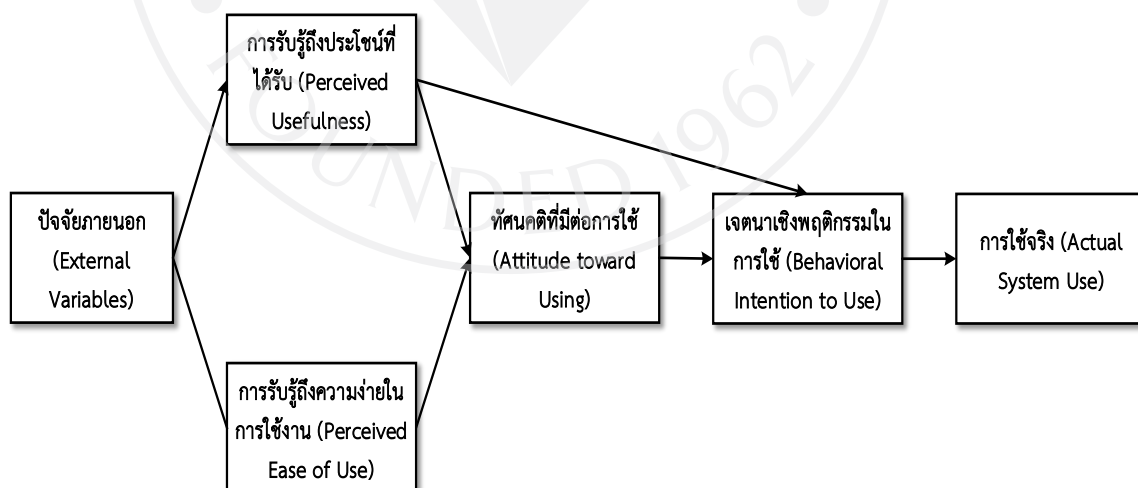 การรับรู้ถึงประโยชน์ที่
ได้รับ (Perceived
Usefulness)
ปัจจัยภายนอก
(External
Variables)
ทัศนคติที่มีต่อการใช้
(Attitude toward
Using)
เจตนาเชิงพฤติกรรมใน
การใช้ (Behavioral
Intention to Use)
การใช้จริง (Actual
System Use)
การรับรู้ถึงความง่ายใน
การใช้งาน (Perceived
Ease of Use)
FOUNDED 1962